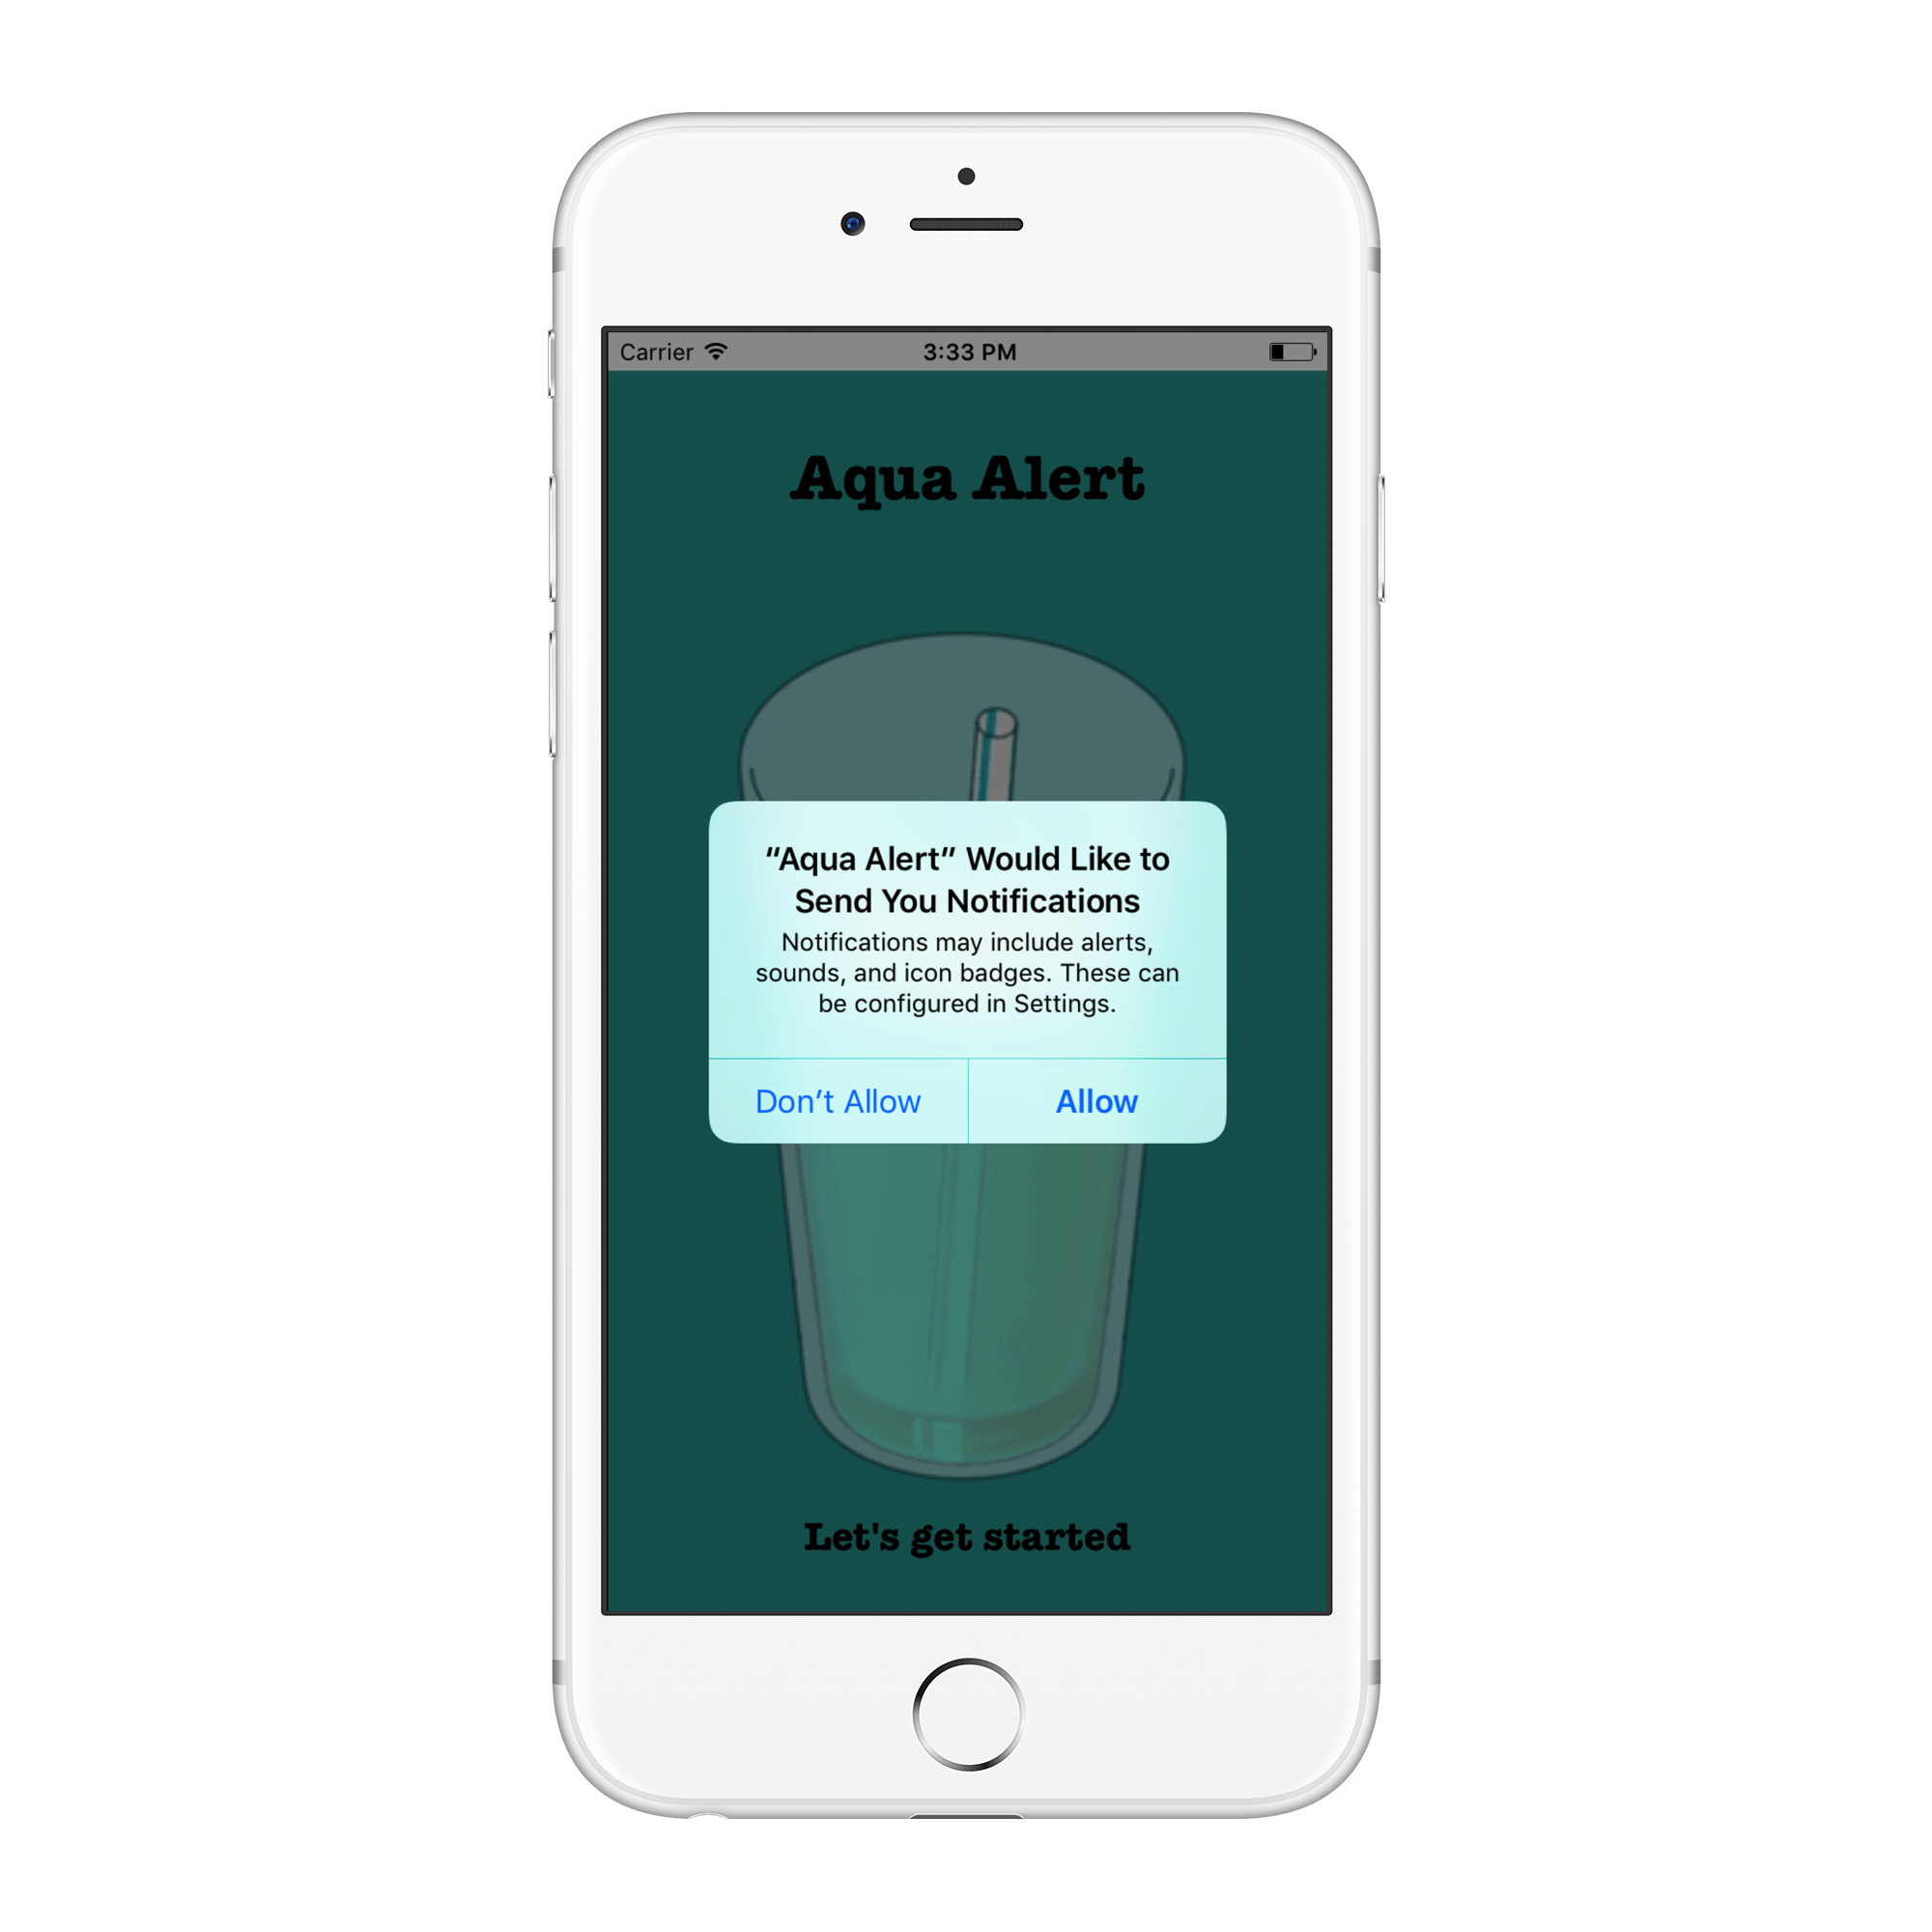 Carrier
3:33 PM
Aqua Alert
“Aqua Alert” Would Like to
Send You Notifications
Notifications may include alerts,
sounds, and icon badges. These can
be configured in Settings.
Don’t Allow
Allow
Let's get started